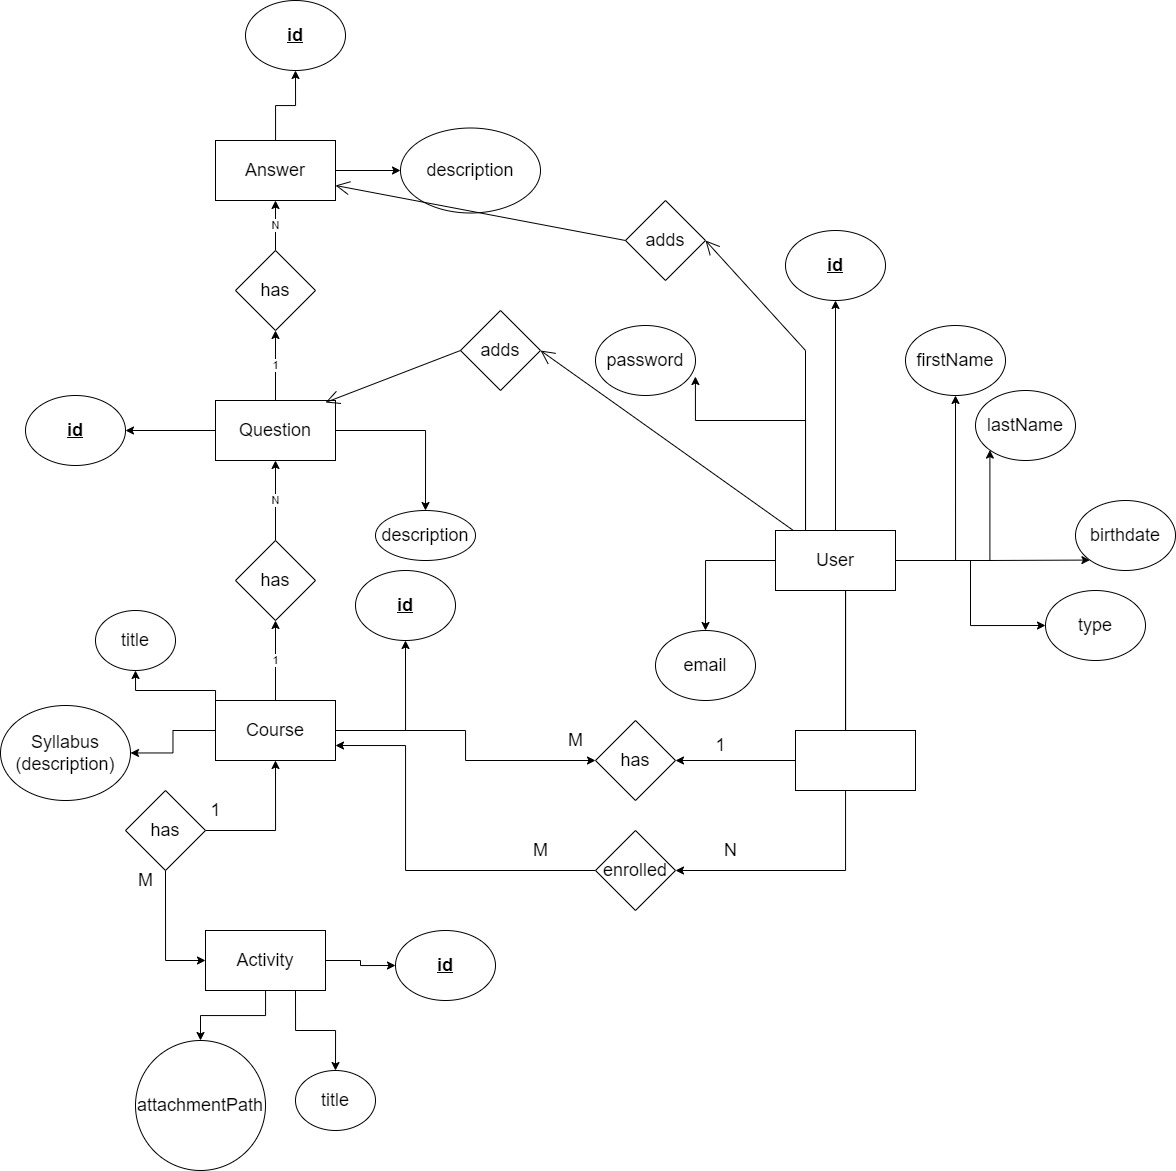 id
Answer
description
adds
N
id
has
password
firstName
adds
1
lastName
id
Question
N
description
birthdate
User
has
id
type
title
1
email
Course
Syllabus
(description)
M
has
1
1
has
M
N
M
enrolled
Activity
id
attachmentPath
title